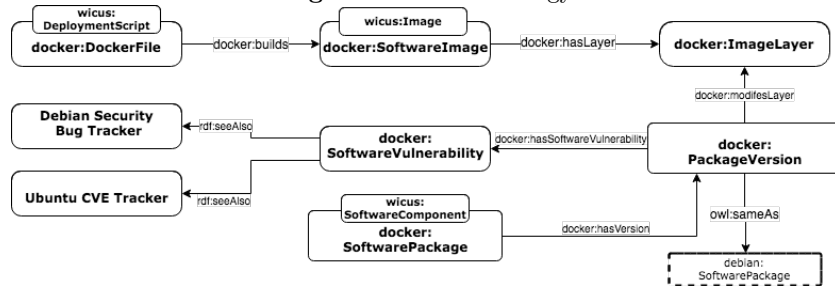 wicus:
DeploymentScript
docker:DockerFile
docker:builds
wicus:Image
docker:SoftwareImage
docker:hasLayer
docker:ImageLayer
docker:modifesLayer
Debian Security
Bug Tracker
rdf:seeAlso
docker:
SoftwareVulnerability
docker:hasSoftwareVulnerability
docker:
PackageVersion
Ubuntu CVE Tracker
rdf:seeAlso
wicus:
SoftwareComponent
docker:
SoftwarePackage
docker:hasVersion
owl:sameAs
debian:
SoftwarePackage